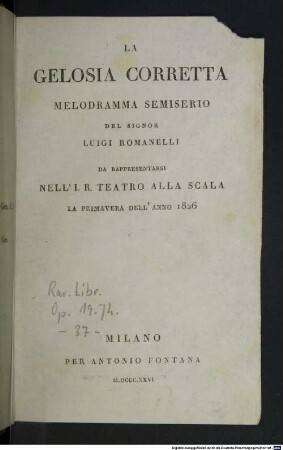 LA
GELOSIA CORRETTA
MELODRAMMA SEMISERIO
DEL SIGNOR
LUIGI ROMANELLI
DA RAPPRESENTARSI
NELL'I. R. TEATRO ALLA SCALA
LA PRIMAVERA DELL'ANNO 1826
Rar. Libr.
Op. 19. Jh.
- 37 -
MILANO
PER ANTONIO FONTANA
M.DCCC.XXVI